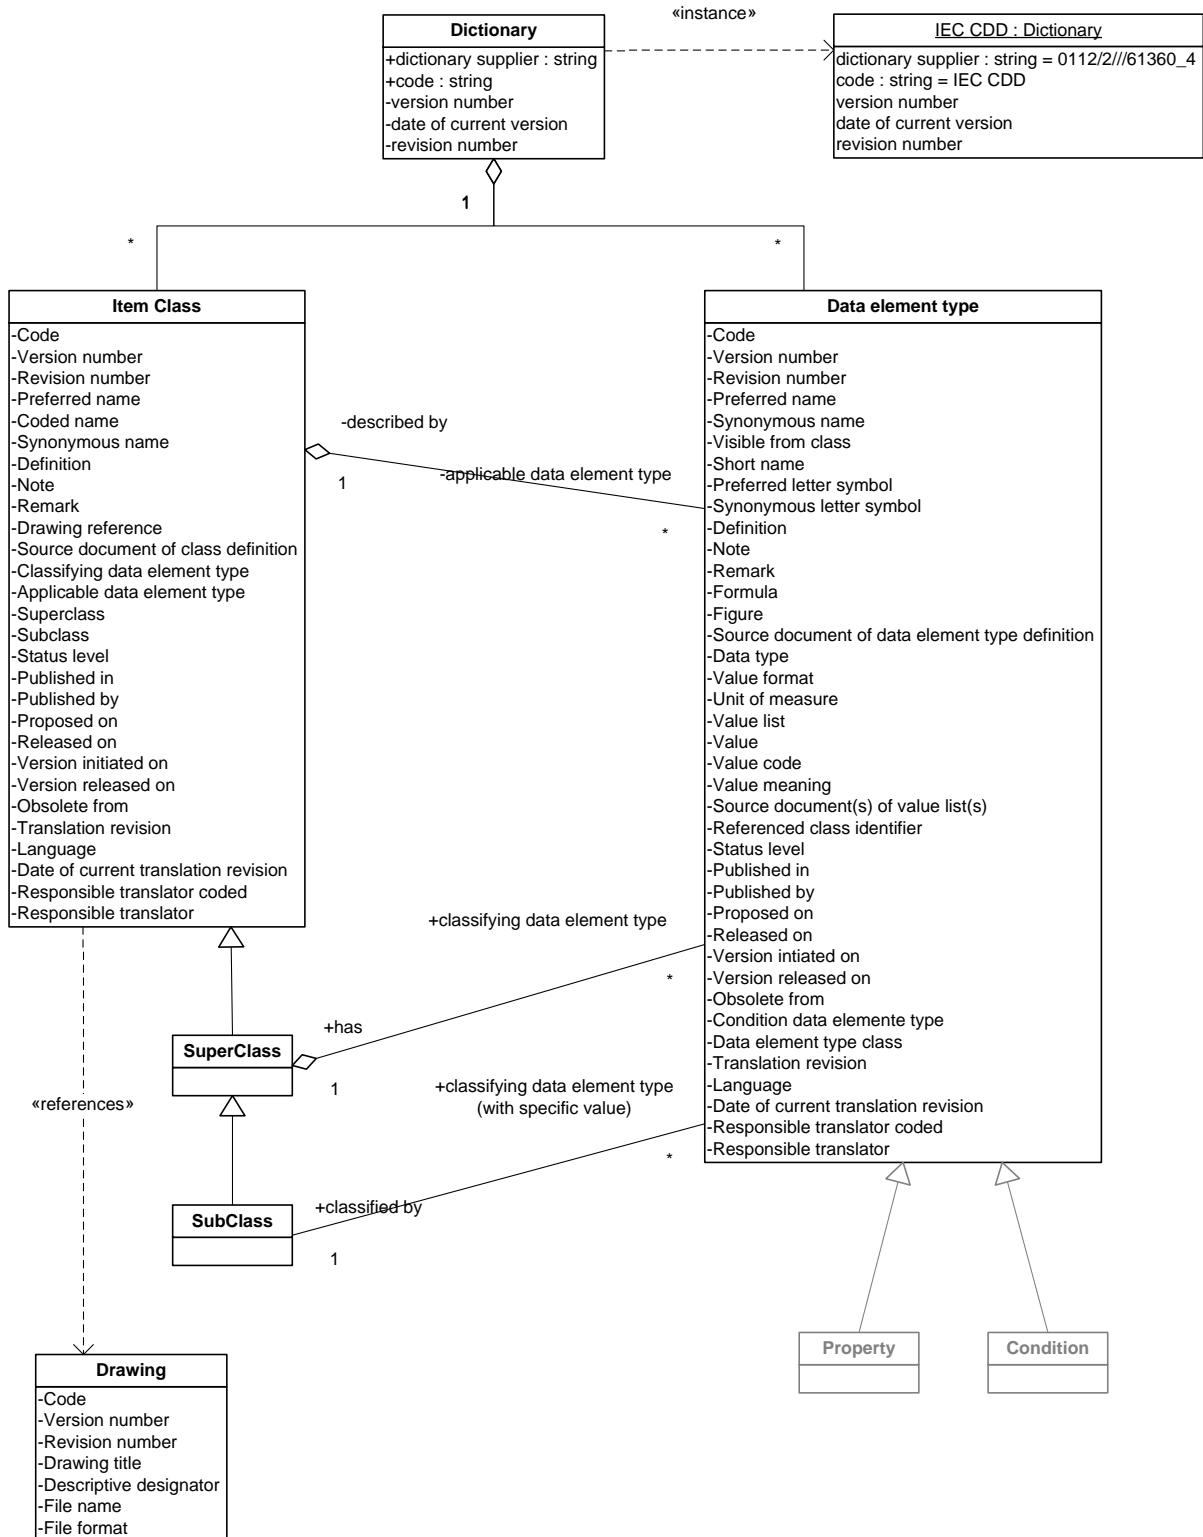 «instance»
Dictionary
+dictionary supplier : string
+code : string
-version number
-date of current version
-revision number
IEC CDD : Dictionary
dictionary supplier : string = 0112/2///61360_4
code : string = IEC CDD
version number
date of current version
revision number
1
*
*
Item Class
-Code
-Version number
-Revision number
-Preferred name
-Coded name
-Synonymous name
-Definition
-Note
-Remark
-Drawing reference
-Source document of class definition
-Classifying data element type
-Applicable data element type
-Superclass
-Subclass
-Status level
-Published in
-Published by
-Proposed on
-Released on
-Version initiated on
-Version released on
-Obsolete from
-Translation revision
-Language
-Date of current translation revision
-Responsible translator coded
-Responsible translator
-described by
1
-applicable data element type
*
Data element type
-Code
-Version number
-Revision number
-Preferred name
-Synonymous name
-Visible from class
-Short name
-Preferred letter symbol
-Synonymous letter symbol
-Definition
-Note
-Remark
-Formula
-Figure
-Source document of data element type definition
-Data type
-Value format
-Unit of measure
-Value list
-Value
-Value code
-Value meaning
-Source document(s) of value list(s)
-Referenced class identifier
-Status level
-Published in
-Published by
-Proposed on
-Released on
-Version intiated on
-Version released on
-Obsolete from
-Condition data elemente type
-Data element type class
-Translation revision
-Language
-Date of current translation revision
-Responsible translator coded
-Responsible translator
+classifying data element type
*
+has
1
SuperClass
+classifying data element type
(with specific value)
*
«references»
+classified by
1
SubClass
Property
Condition
Drawing
-Code
-Version number
-Revision number
-Drawing title
-Descriptive designator
-File name
-File format